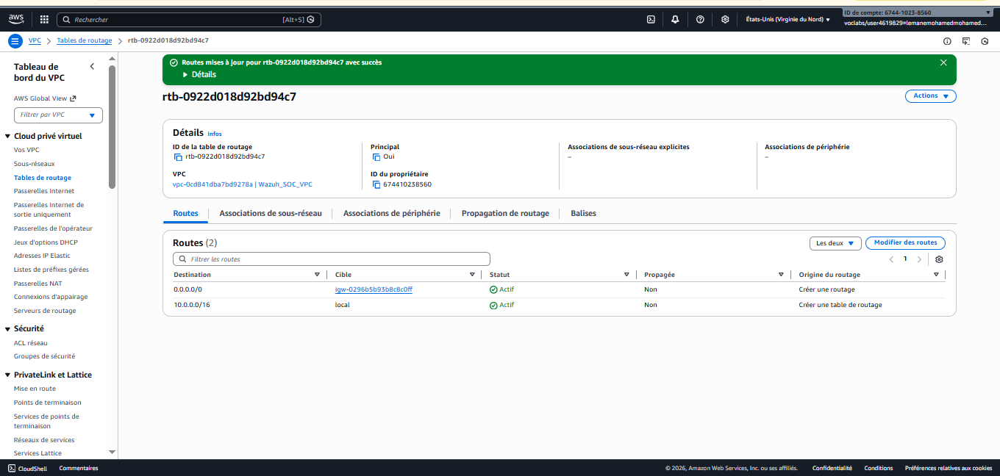 aws
Rechercher
[Alt+S]
États-Unis (Virginie du Nord)
ID de compte: 6744-1023-8560
voclabs/user4619829=lemanemohamedmohamed...
VPC
Tables de routage
rtb-0922d018d92bd94c7
Tableau de
bord du VPC
AWS Global View
Filtrer par VPC
Cloud privé virtuel
Vos VPC
Sous-réseaux
Tables de routage
Passerelles Internet
Passerelles Internet de
sortie uniquement
Passerelles de l'opérateur
Jeux d'options DHCP
Adresses IP Elastic
Listes de préfixes gérées
Passerelles NAT
Connexions d'appairage
Serveurs de routage
Sécurité
ACL réseau
Groupes de sécurité
PrivateLink et Lattice
Mise en route
Points de terminaison
Services de points de
terminaison
Réseaux de services
Services Lattice
Routes mises à jour pour rtb-0922d018d92bd94c7 avec succès
Détails
rtb-0922d018d92bd94c7
Actions
Détails Infos
ID de la table de routage
rtb-0922d018d92bd94c7
Principal
Oui
Associations de sous-réseau explicites
–
Associations de périphérie
–
VPC
vpc-0cd841dba7bd9278a | Wazuh_SOC_VPC
ID du propriétaire
674410238560
Routes
Associations de sous-réseau
Associations de périphérie
Propagation de routage
Balises
Routes (2)
Les deux
Modifier des routes
Filtrer les routes
1
Destination Cible Statut Propagée Origine du routage
0.0.0.0/0 igw-0296b5b93b8c8c0ff Actif Non Créer une routage
10.0.0.0/16 local Actif Non Créer une table de routage
CloudShell
Commentaires
© 2026, Amazon Web Services, Inc. ou ses affiliés.
Confidentialité
Conditions
Préférences relatives aux cookies